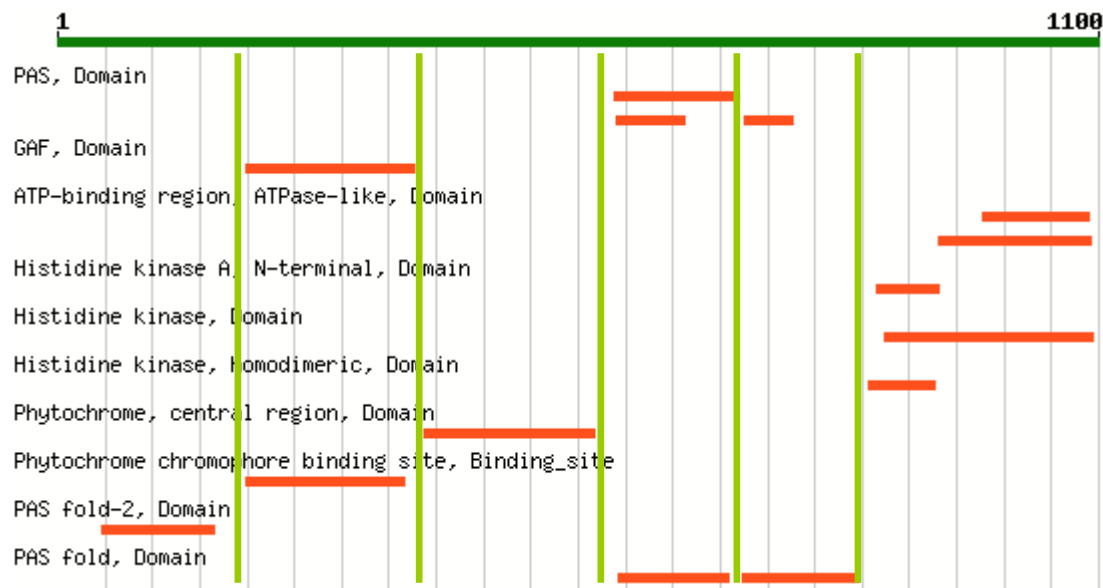 1 1100
PAS, Domain
GAF, Domain
ATP-binding region, ATPase-like, Domain
Histidine kinase A, N-terminal, Domain
Histidine kinase, Domain
Histidine kinase, homodimeric, Domain
Phytochrome, central region, Domain
Phytochrome chromophore binding site, Binding_site
PAS fold-2, Domain
PAS fold, Domain